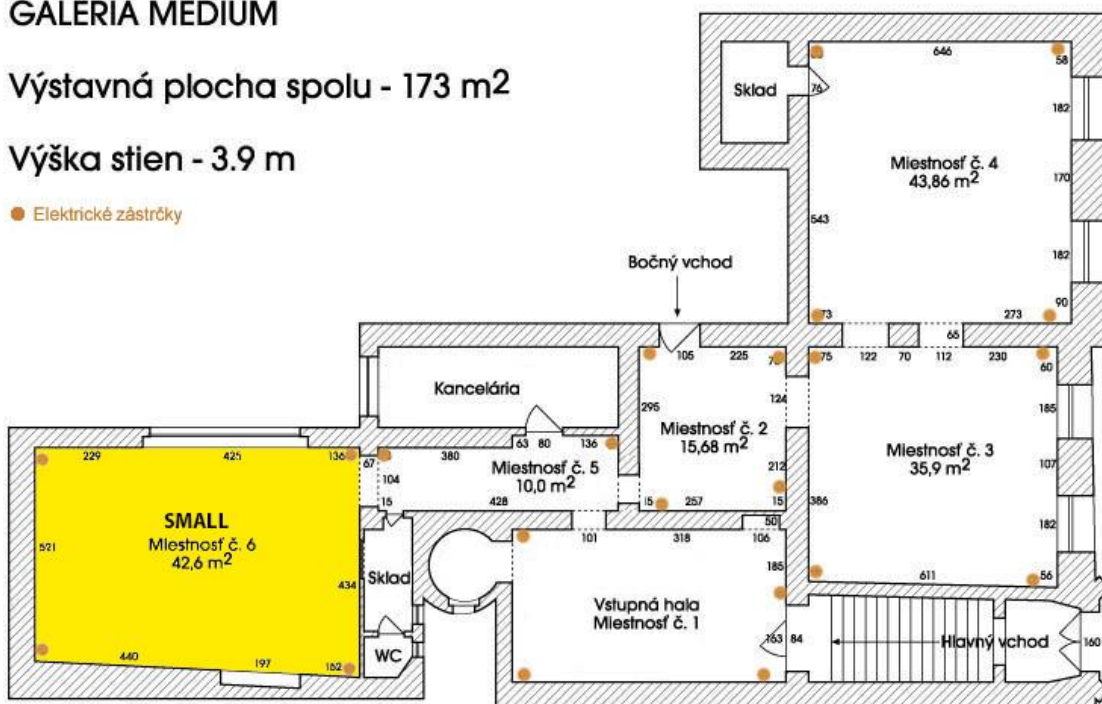 GALÉRIA MEDIUM
Výstavná plocha spolu - 173 m2
Výška stien - 3.9 m
Elektrické zástrčky
646
58
Sklad
76
182
Miestnosť č. 4
43,86 m2
170
543
182
Bočný vchod
90
73
273
65
105
225
75
122
70
112
230
60
Kancelária
295
124
185
Miestnosť č. 2
15,68 m2
Miestnosť č. 3
35,9 m2
63
80
136
229
425
136
67
380
Miestnosť č. 5
10,0 m2
104
212
107
15
428
15
257
15
386
182
SMALL
Miestnosť č. 6
42,6 m2
50
101
318
106
521
434
Sklad
185
611
56
Vstupná hala
Miestnosť č. 1
163
84
Hlavný vchod
160
440
197
152
WC